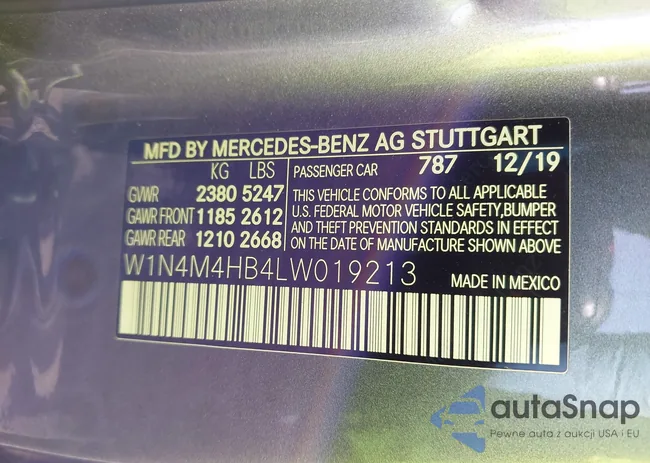 MFD BY MERCEDES-BENZ AG STUTTGART
KG LBS
GVWR 2380 5247
GAWR FRONT 1185 2612
GAWR REAR 1210 2668
PASSENGER CAR 787 12/19
THIS VEHICLE CONFORMS TO ALL APPLICABLE
U.S. FEDERAL MOTOR VEHICLE SAFETY,BUMPER
AND THEFT PREVENTION STANDARDS IN EFFECT
ON THE DATE OF MANUFACTURE SHOWN ABOVE
W1N4M4HB4LW019213
MADE IN MEXICO
autaSnap
Pewne auta z aukcji USA i EU